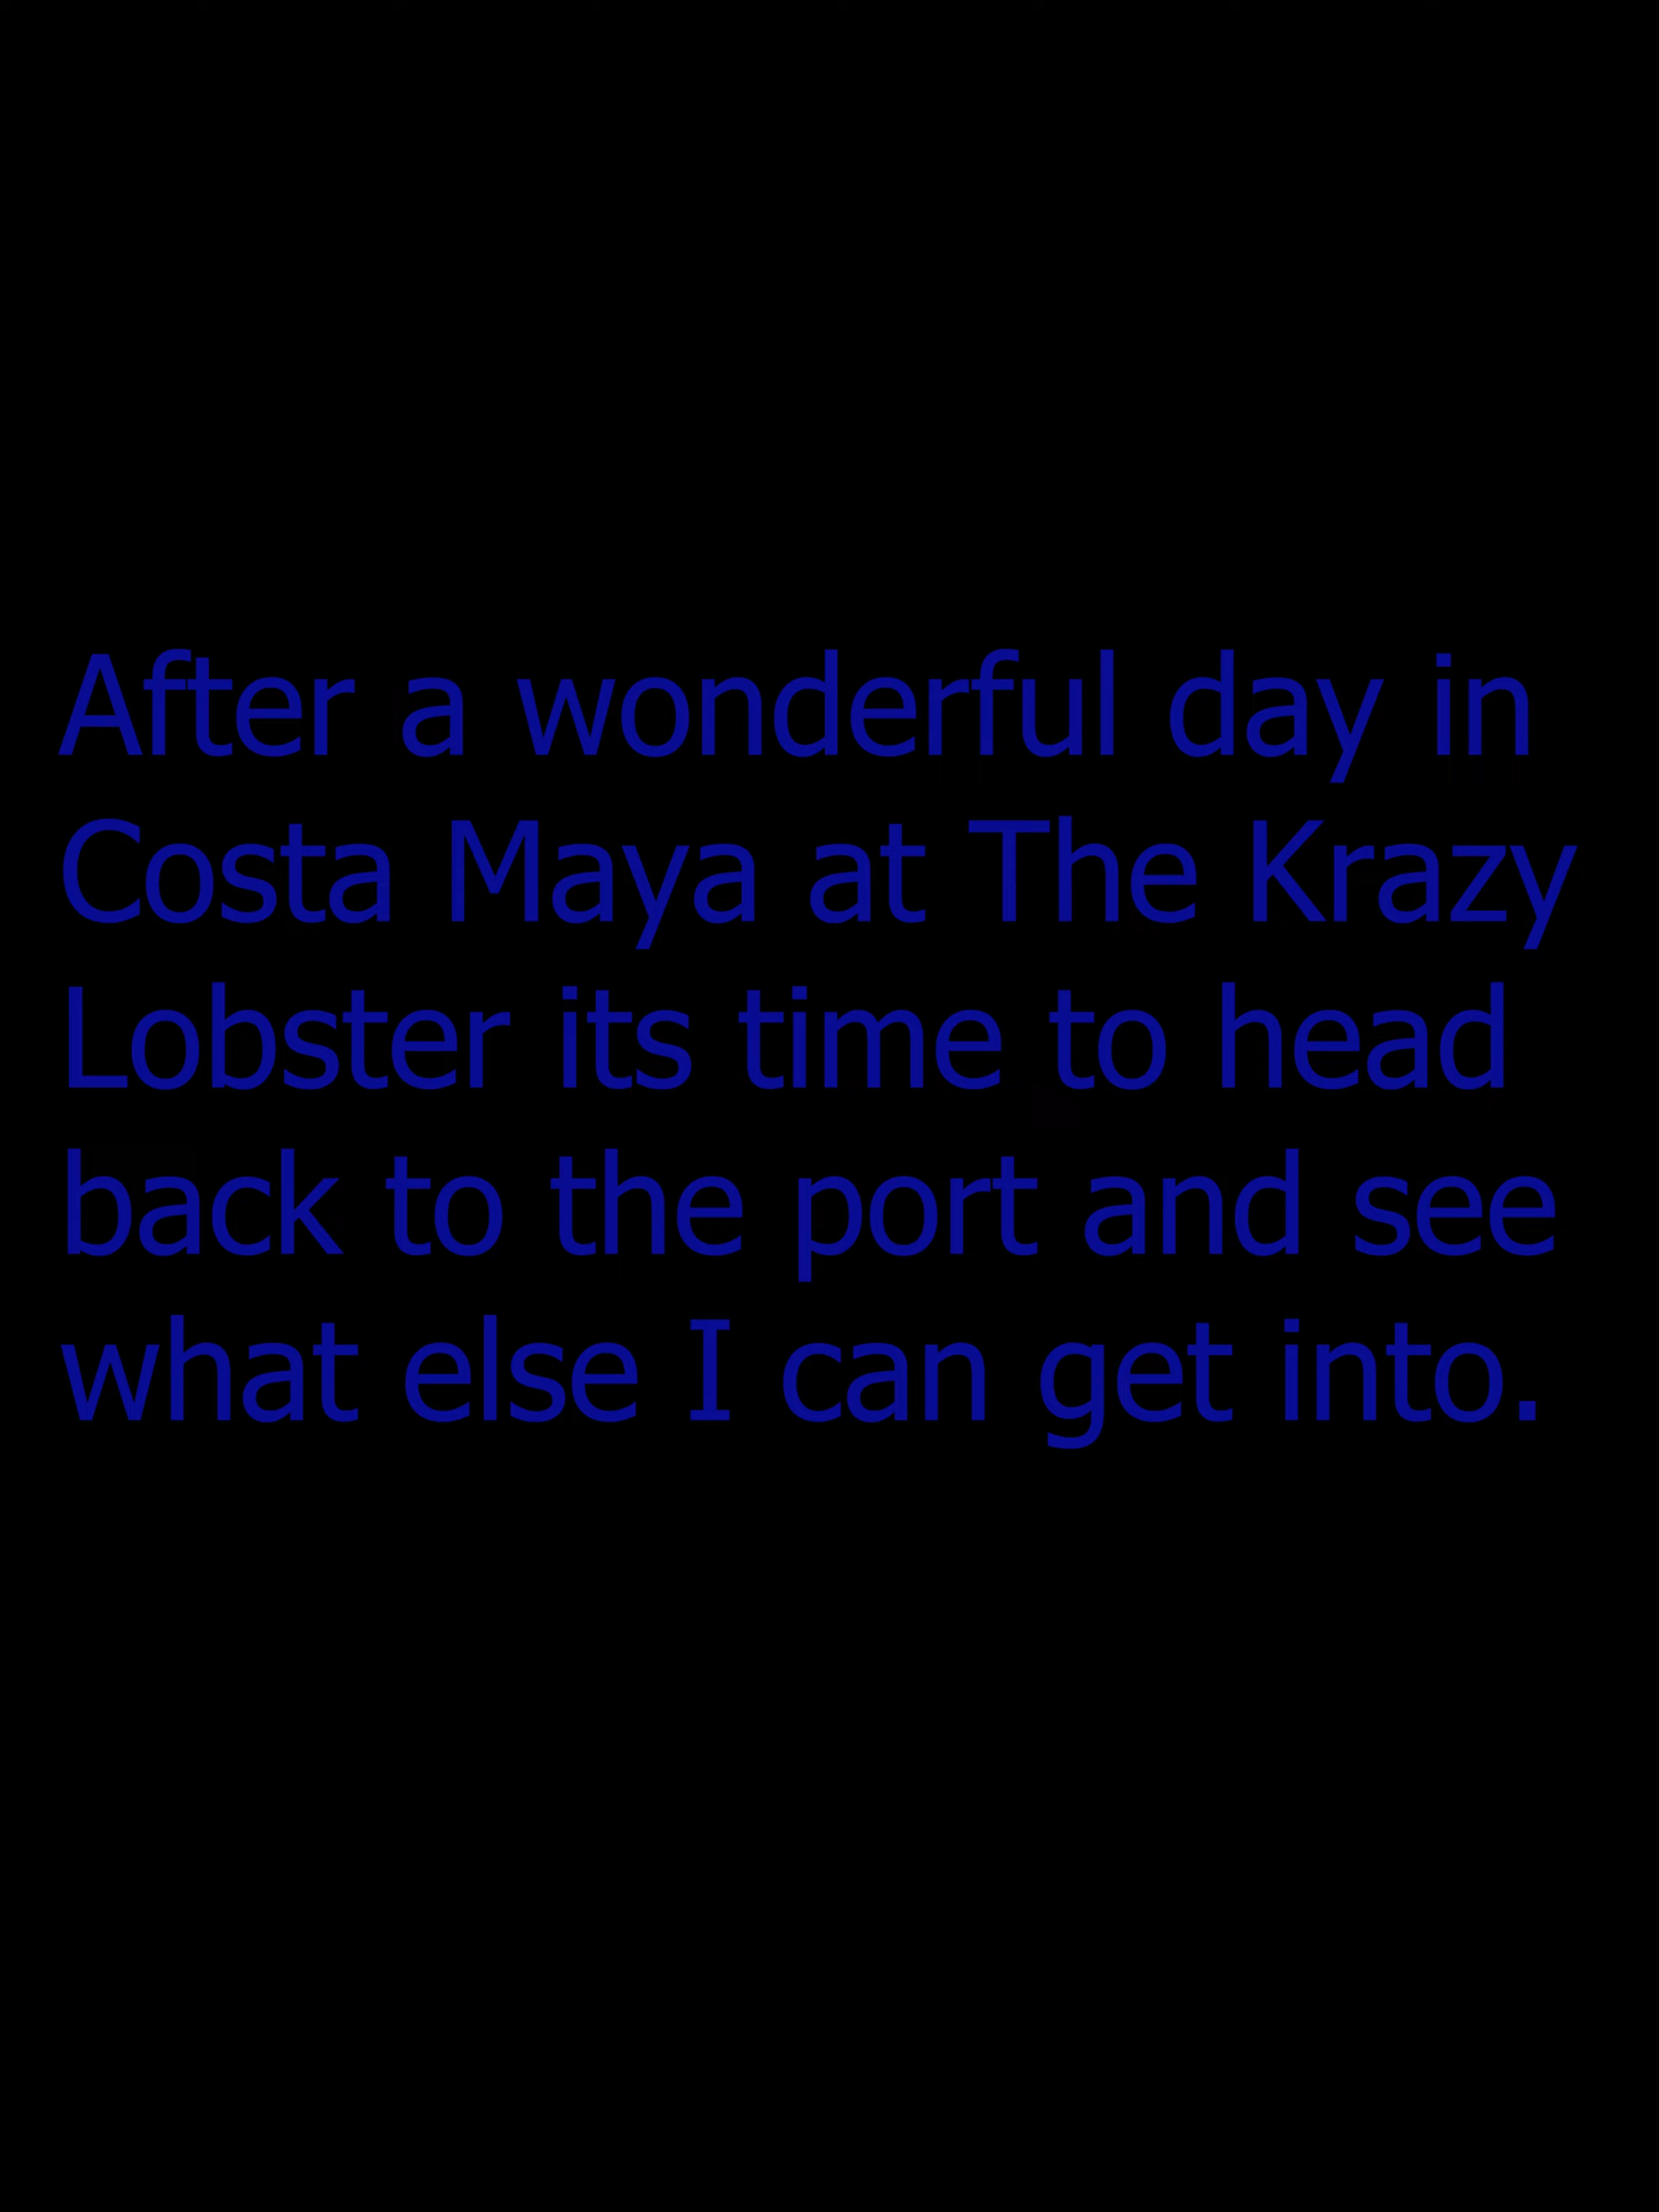 After a wonderful day in
Costa Maya at The Krazy
Lobster its time to head
back to the port and see
what else I can get into.